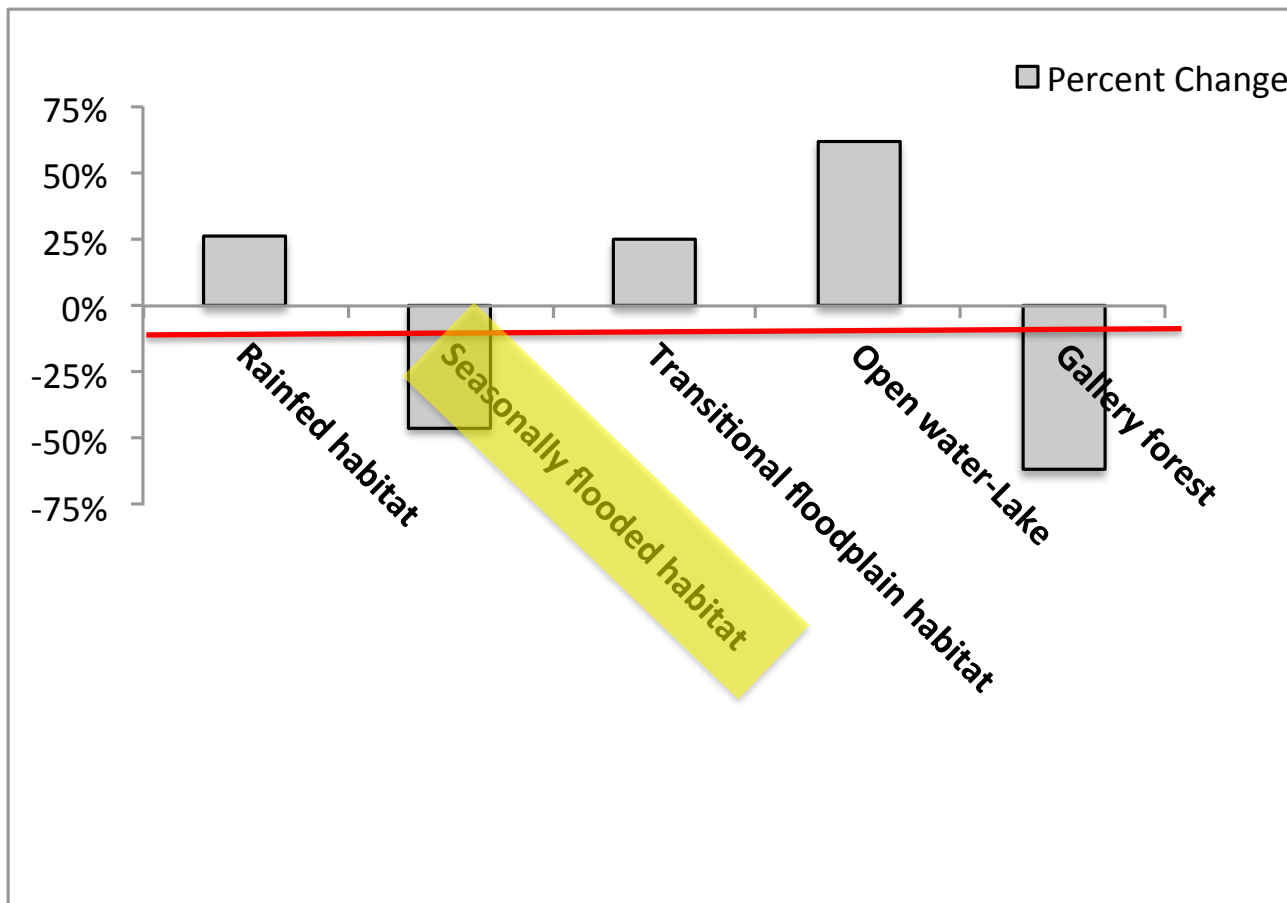 Percent Change
75%
50%
25%
0%
-25%
-50%
-75%
Rainfed habitat
Seasonally flooded habitat
Transitional floodplain habitat
Open water-Lake
Gallery forest